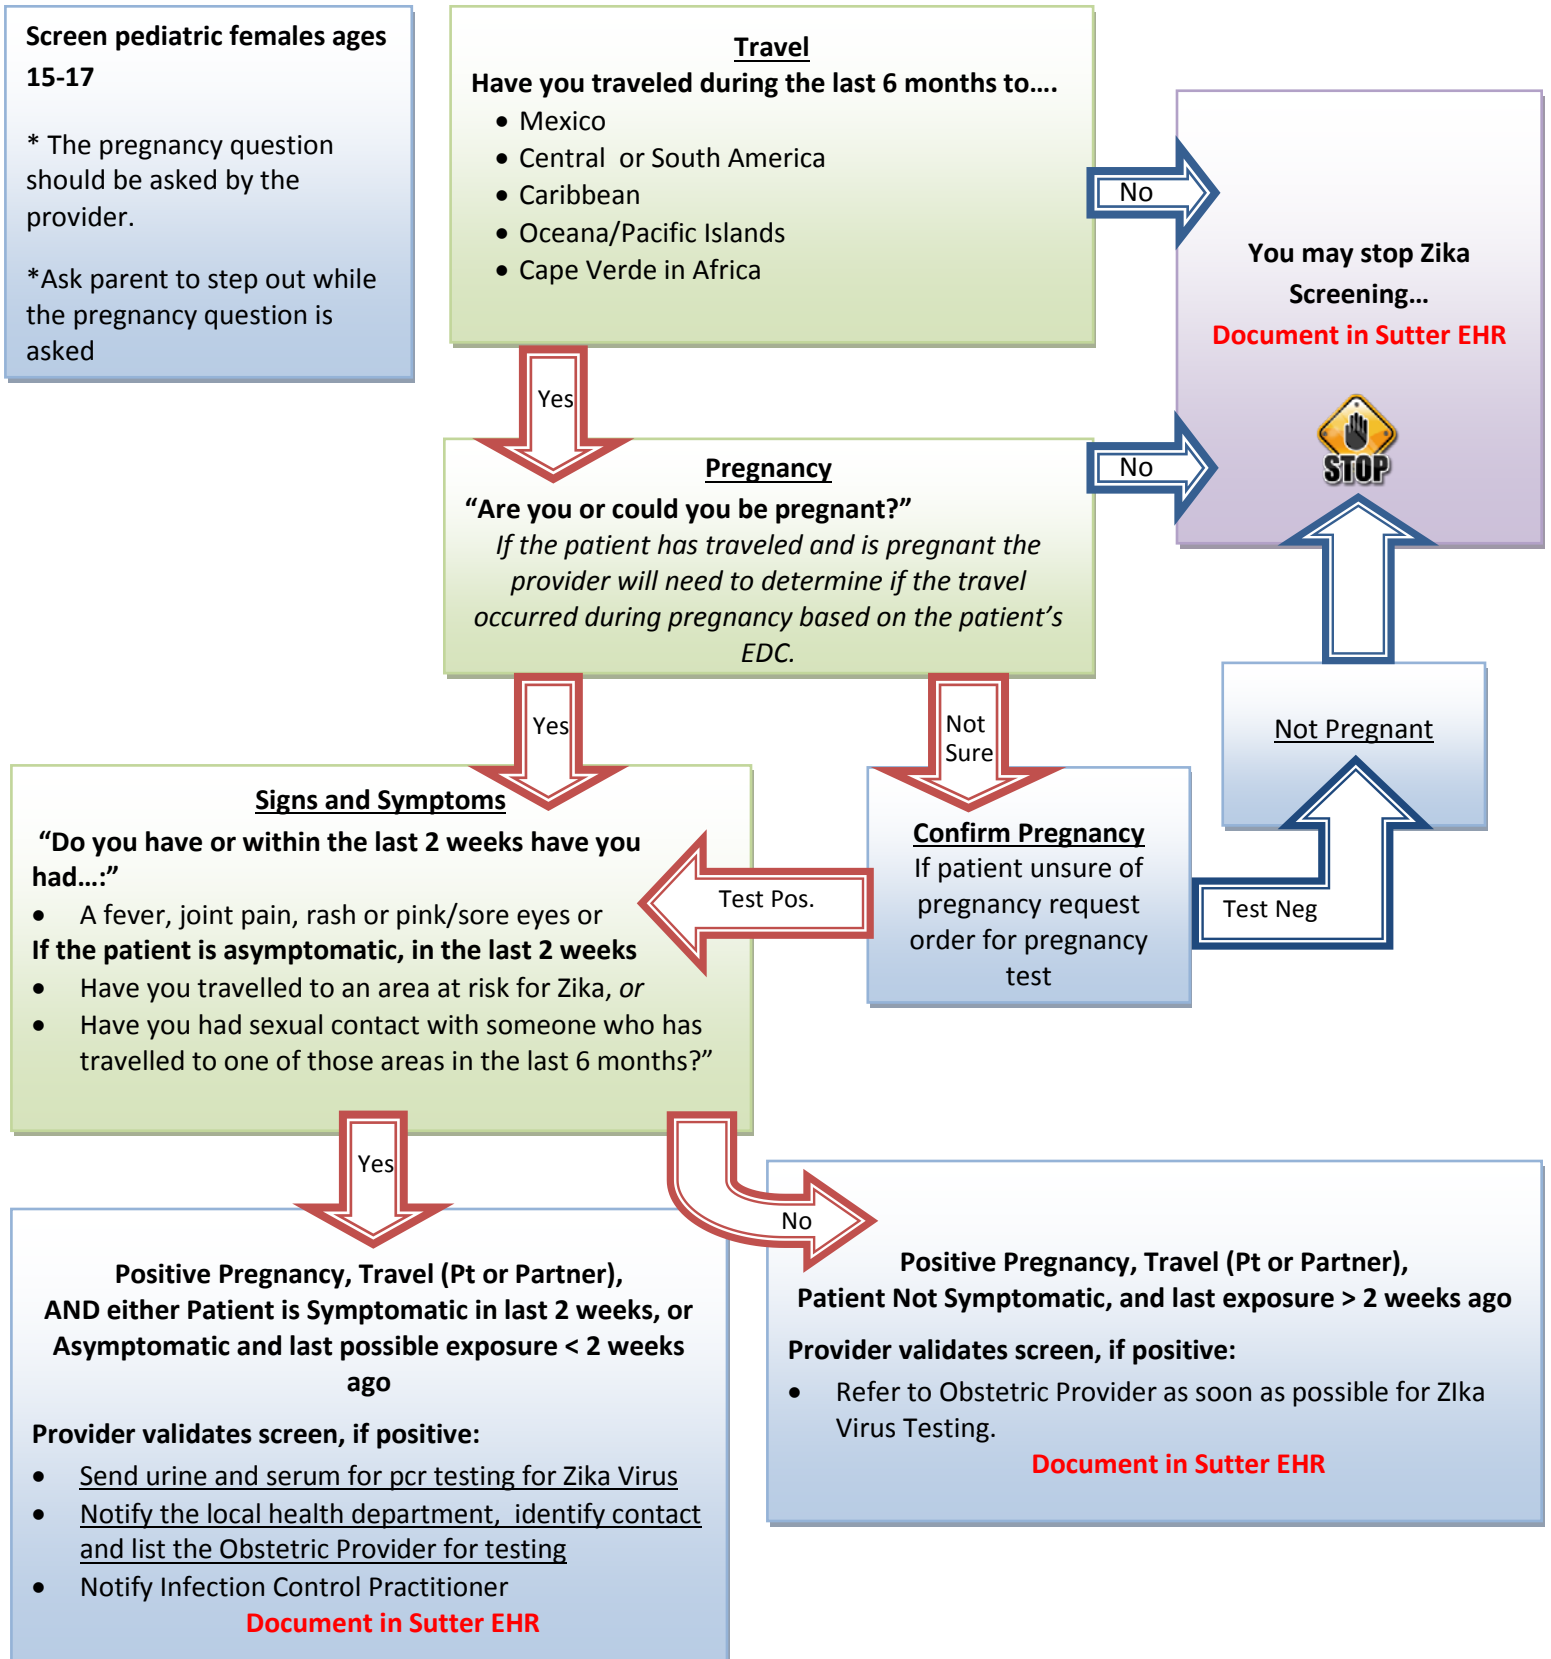 Screen pediatric females ages
15-17
* The pregnancy question
should be asked by the
provider.
*Ask parent to step out while
the pregnancy question is
asked
Travel
Have you traveled during the last 6 months to….
• Mexico
• Central or South America
• Caribbean
• Oceana/Pacific Islands
• Cape Verde in Africa
No
You may stop Zika
Screening…
Document in Sutter EHR
STOP
Yes
Pregnancy
“Are you or could you be pregnant?”
If the patient has traveled and is pregnant the
provider will need to determine if the travel
occurred during pregnancy based on the patient’s
EDC.
No
Yes
Not
Sure
Not Pregnant
Signs and Symptoms
“Do you have or within the last 2 weeks have you
had…:”
• A fever, joint pain, rash or pink/sore eyes or
If the patient is asymptomatic, in the last 2 weeks
• Have you travelled to an area at risk for Zika, or
• Have you had sexual contact with someone who has
travelled to one of those areas in the last 6 months?”
Test Pos.
Confirm Pregnancy
If patient unsure of
pregnancy request
order for pregnancy
test
Test Neg
Yes
No
Positive Pregnancy, Travel (Pt or Partner),
AND either Patient is Symptomatic in last 2 weeks, or
Asymptomatic and last possible exposure < 2 weeks
ago
Provider validates screen, if positive:
• Send urine and serum for pcr testing for Zika Virus
• Notify the local health department, identify contact
and list the Obstetric Provider for testing
• Notify Infection Control Practitioner
Document in Sutter EHR
Positive Pregnancy, Travel (Pt or Partner),
Patient Not Symptomatic, and last exposure > 2 weeks ago
Provider validates screen, if positive:
• Refer to Obstetric Provider as soon as possible for ZIka
Virus Testing.
Document in Sutter EHR